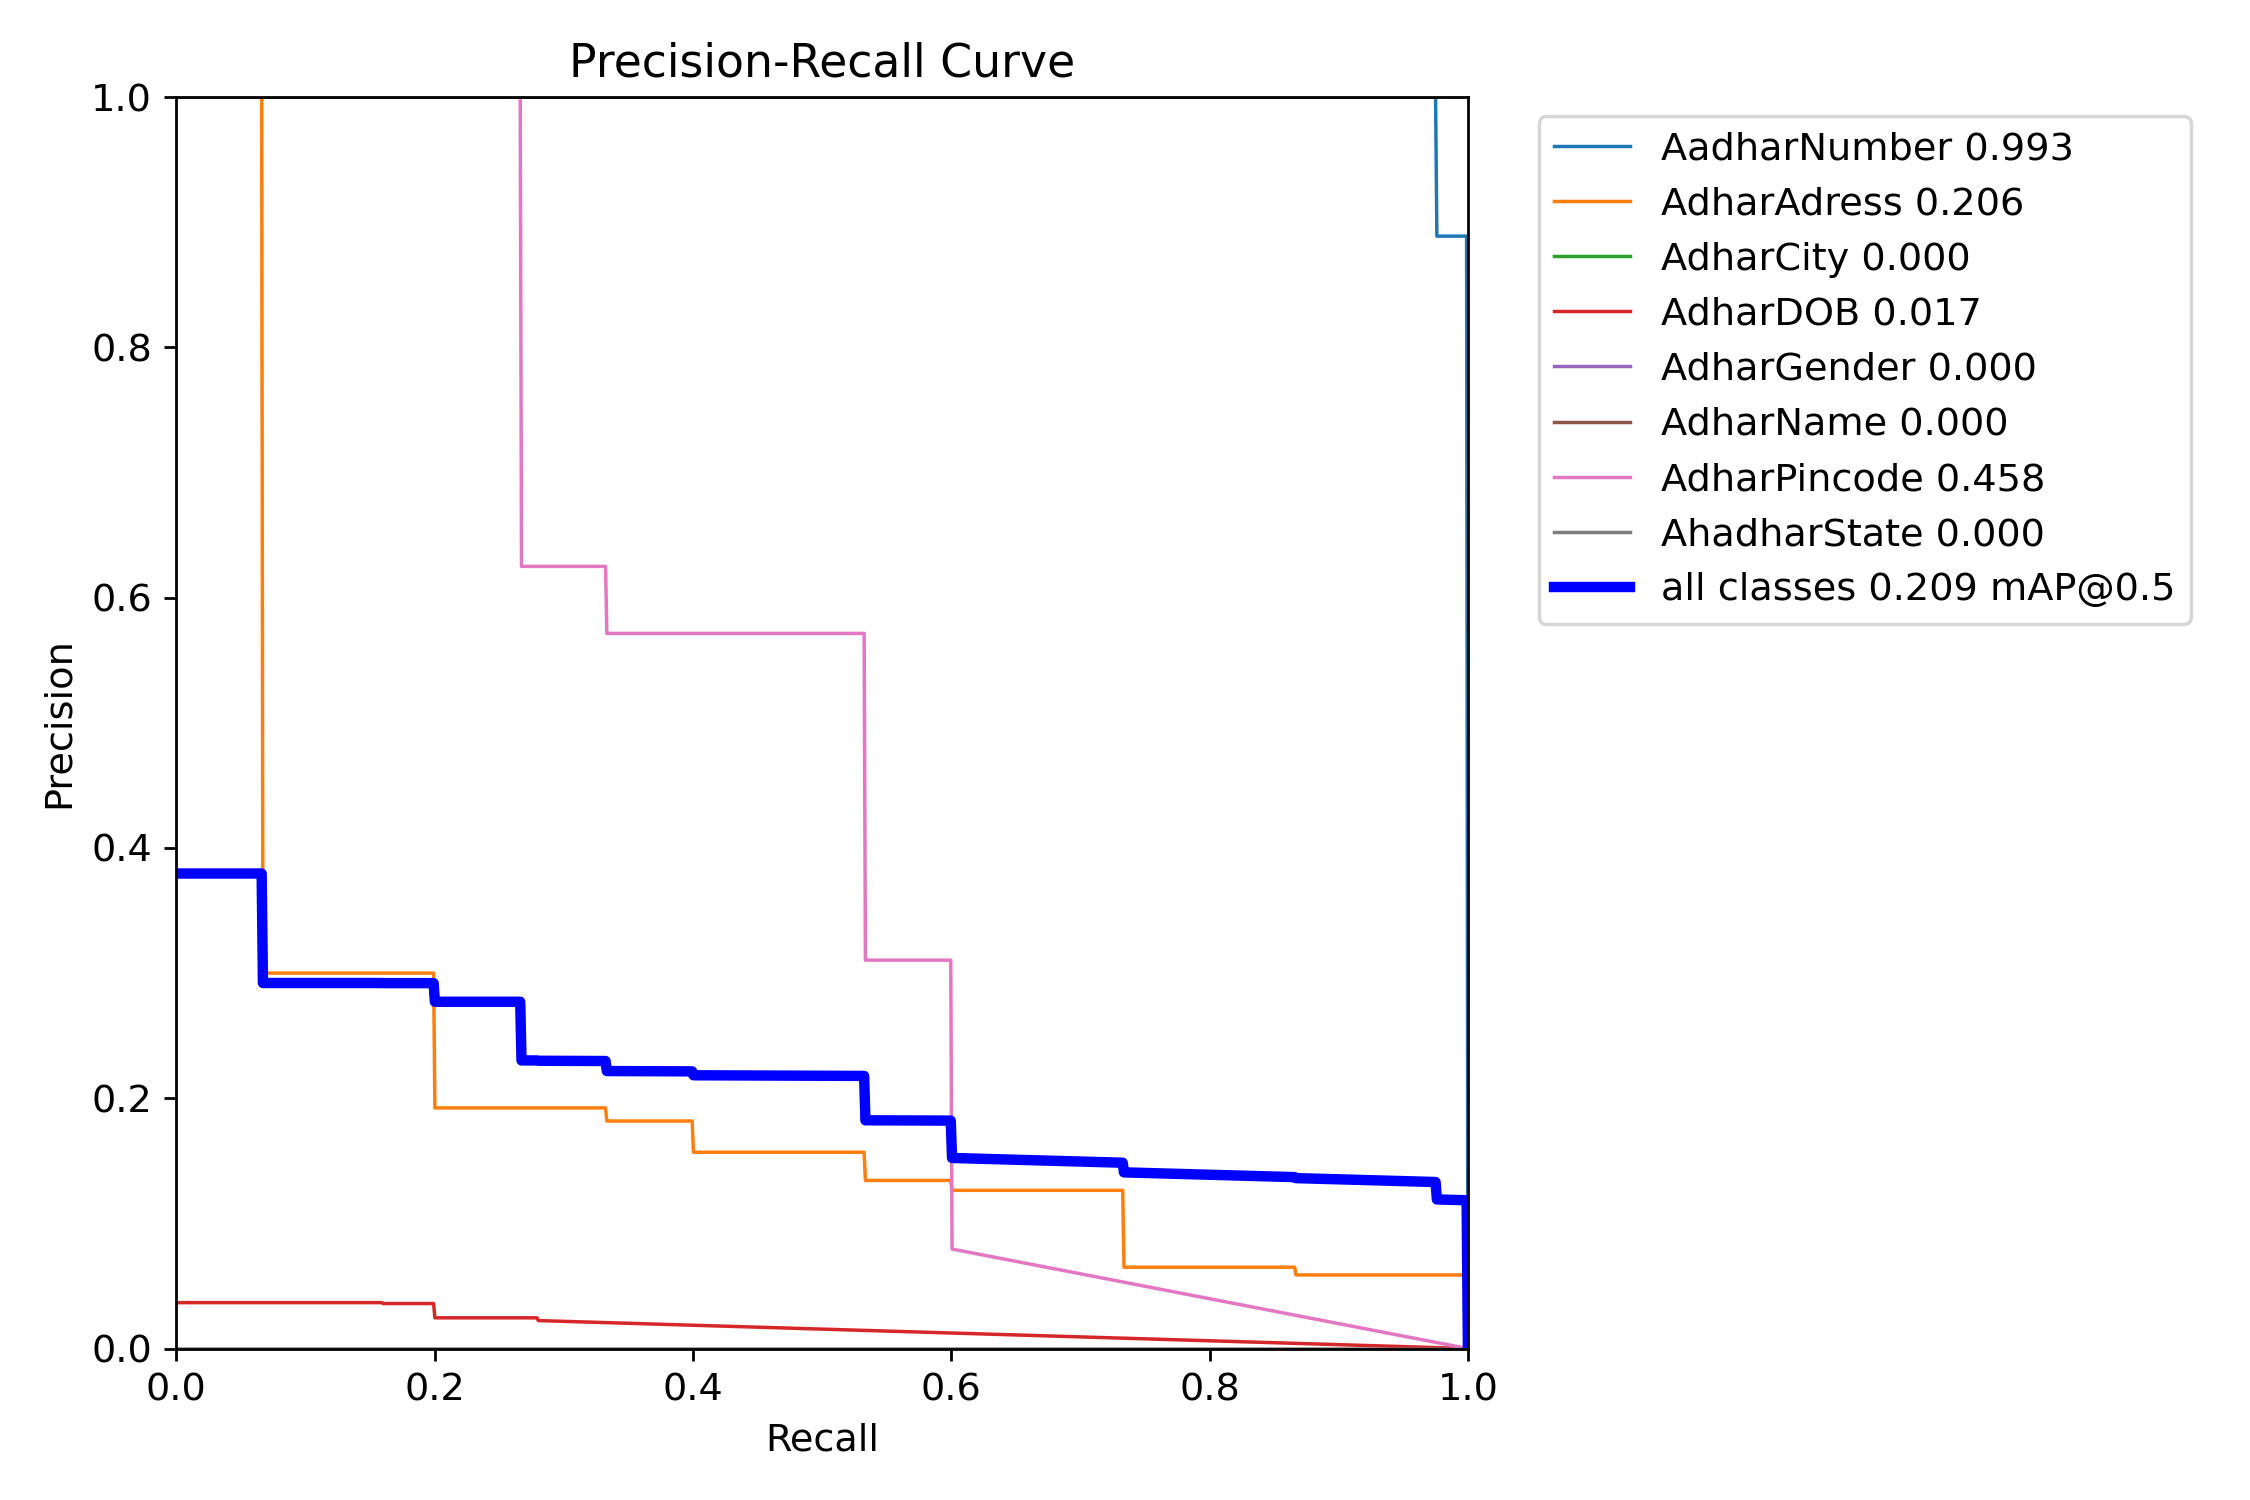 Precision-Recall Curve
1.0
0.8
0.6
0.4
0.2
0.0
Precision
0.0 0.2 0.4 0.6 0.8 1.0
Recall
AadharNumber 0.993
AdharAdress 0.206
AdharCity 0.000
AdharDOB 0.017
AdharGender 0.000
AdharName 0.000
AdharPincode 0.458
AhadharState 0.000
all classes 0.209 mAP@0.5